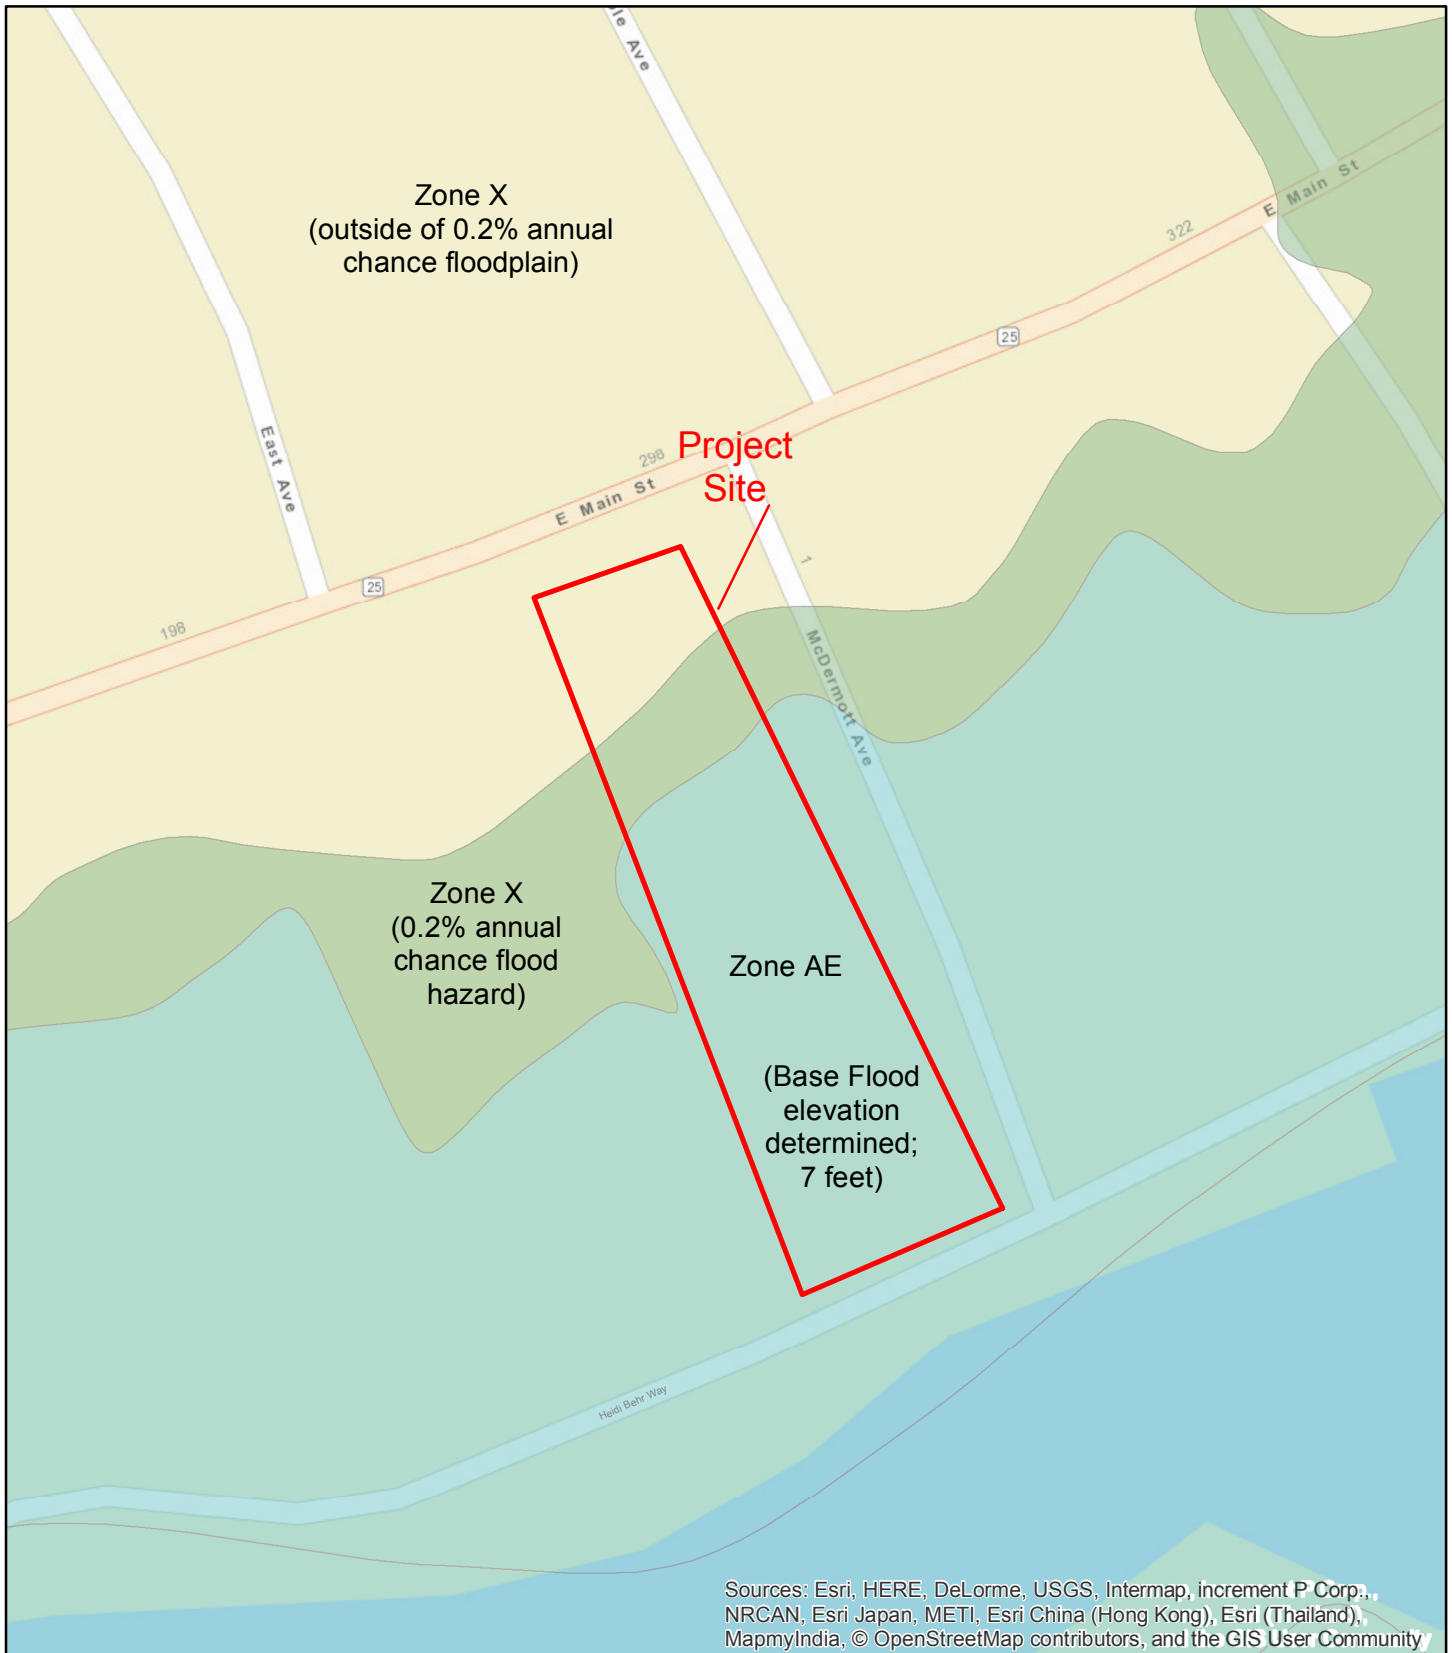 ple Ave
Zone X
(outside of 0.2% annual
chance floodplain)
E Main St
322
25
East Ave
Project
Site
298
E Main St
25
1
198
McDermott Ave
Zone X
(0.2% annual
chance flood
hazard)
Zone AE
(Base Flood
elevation
determined;
7 feet)
Heidi Behr Way
Sources: Esri, HERE, DeLorme, USGS, Intermap, increment P Corp.,
NRCAN, Esri Japan, METI, Esri China (Hong Kong), Esri (Thailand),
MapmyIndia, © OpenStreetMap contributors, and the GIS User Community